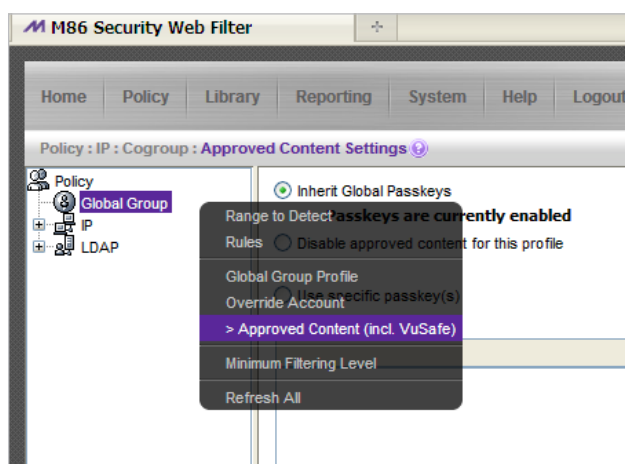 M86 Security Web Filter
Home Policy Library Reporting System Help Logout
Policy : IP : Cogroup : Approved Content Settings ?
Policy
Global Group
IP
LDAP
Inherit Global Passkeys
Passkeys are currently enabled
Disable approved content for this profile
Use specific passkey(s)
Range to Detect
Rules
Global Group Profile
Override Account
> Approved Content (incl. VuSafe)
Minimum Filtering Level
Refresh All